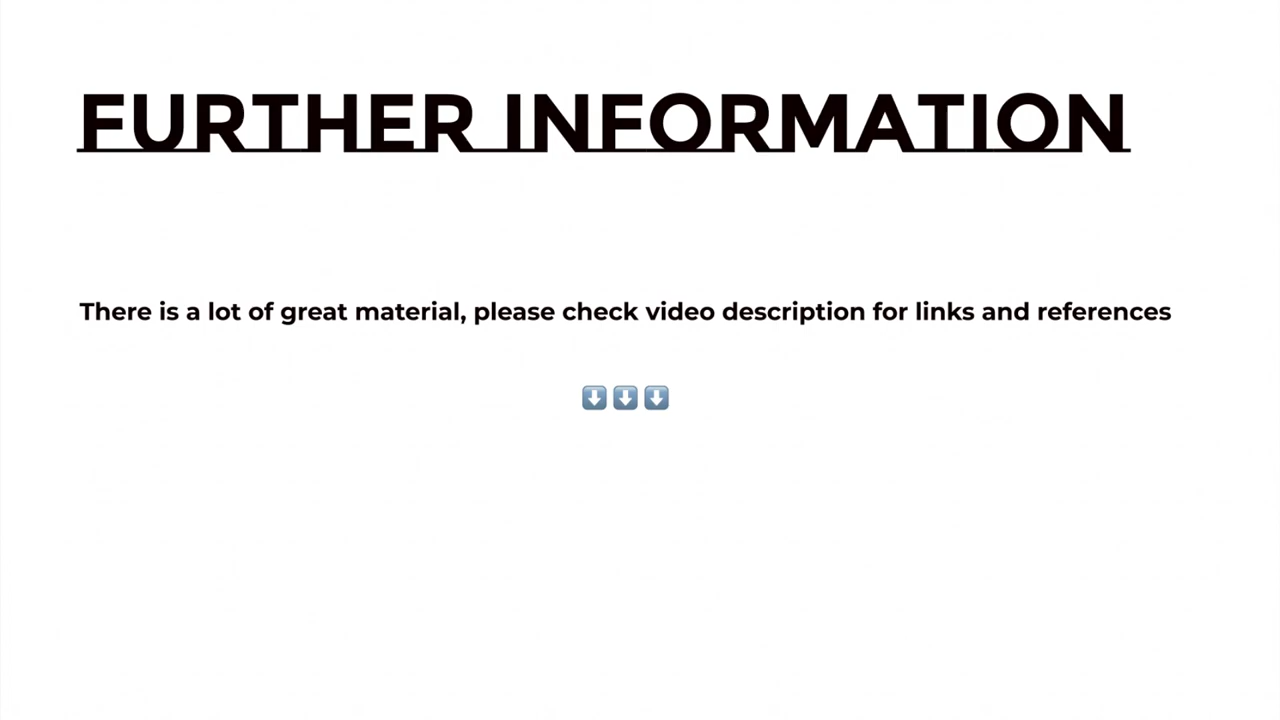 FURTHER INFORMATION
There is a lot of great material, please check video description for links and references
⬇️⬇️⬇️